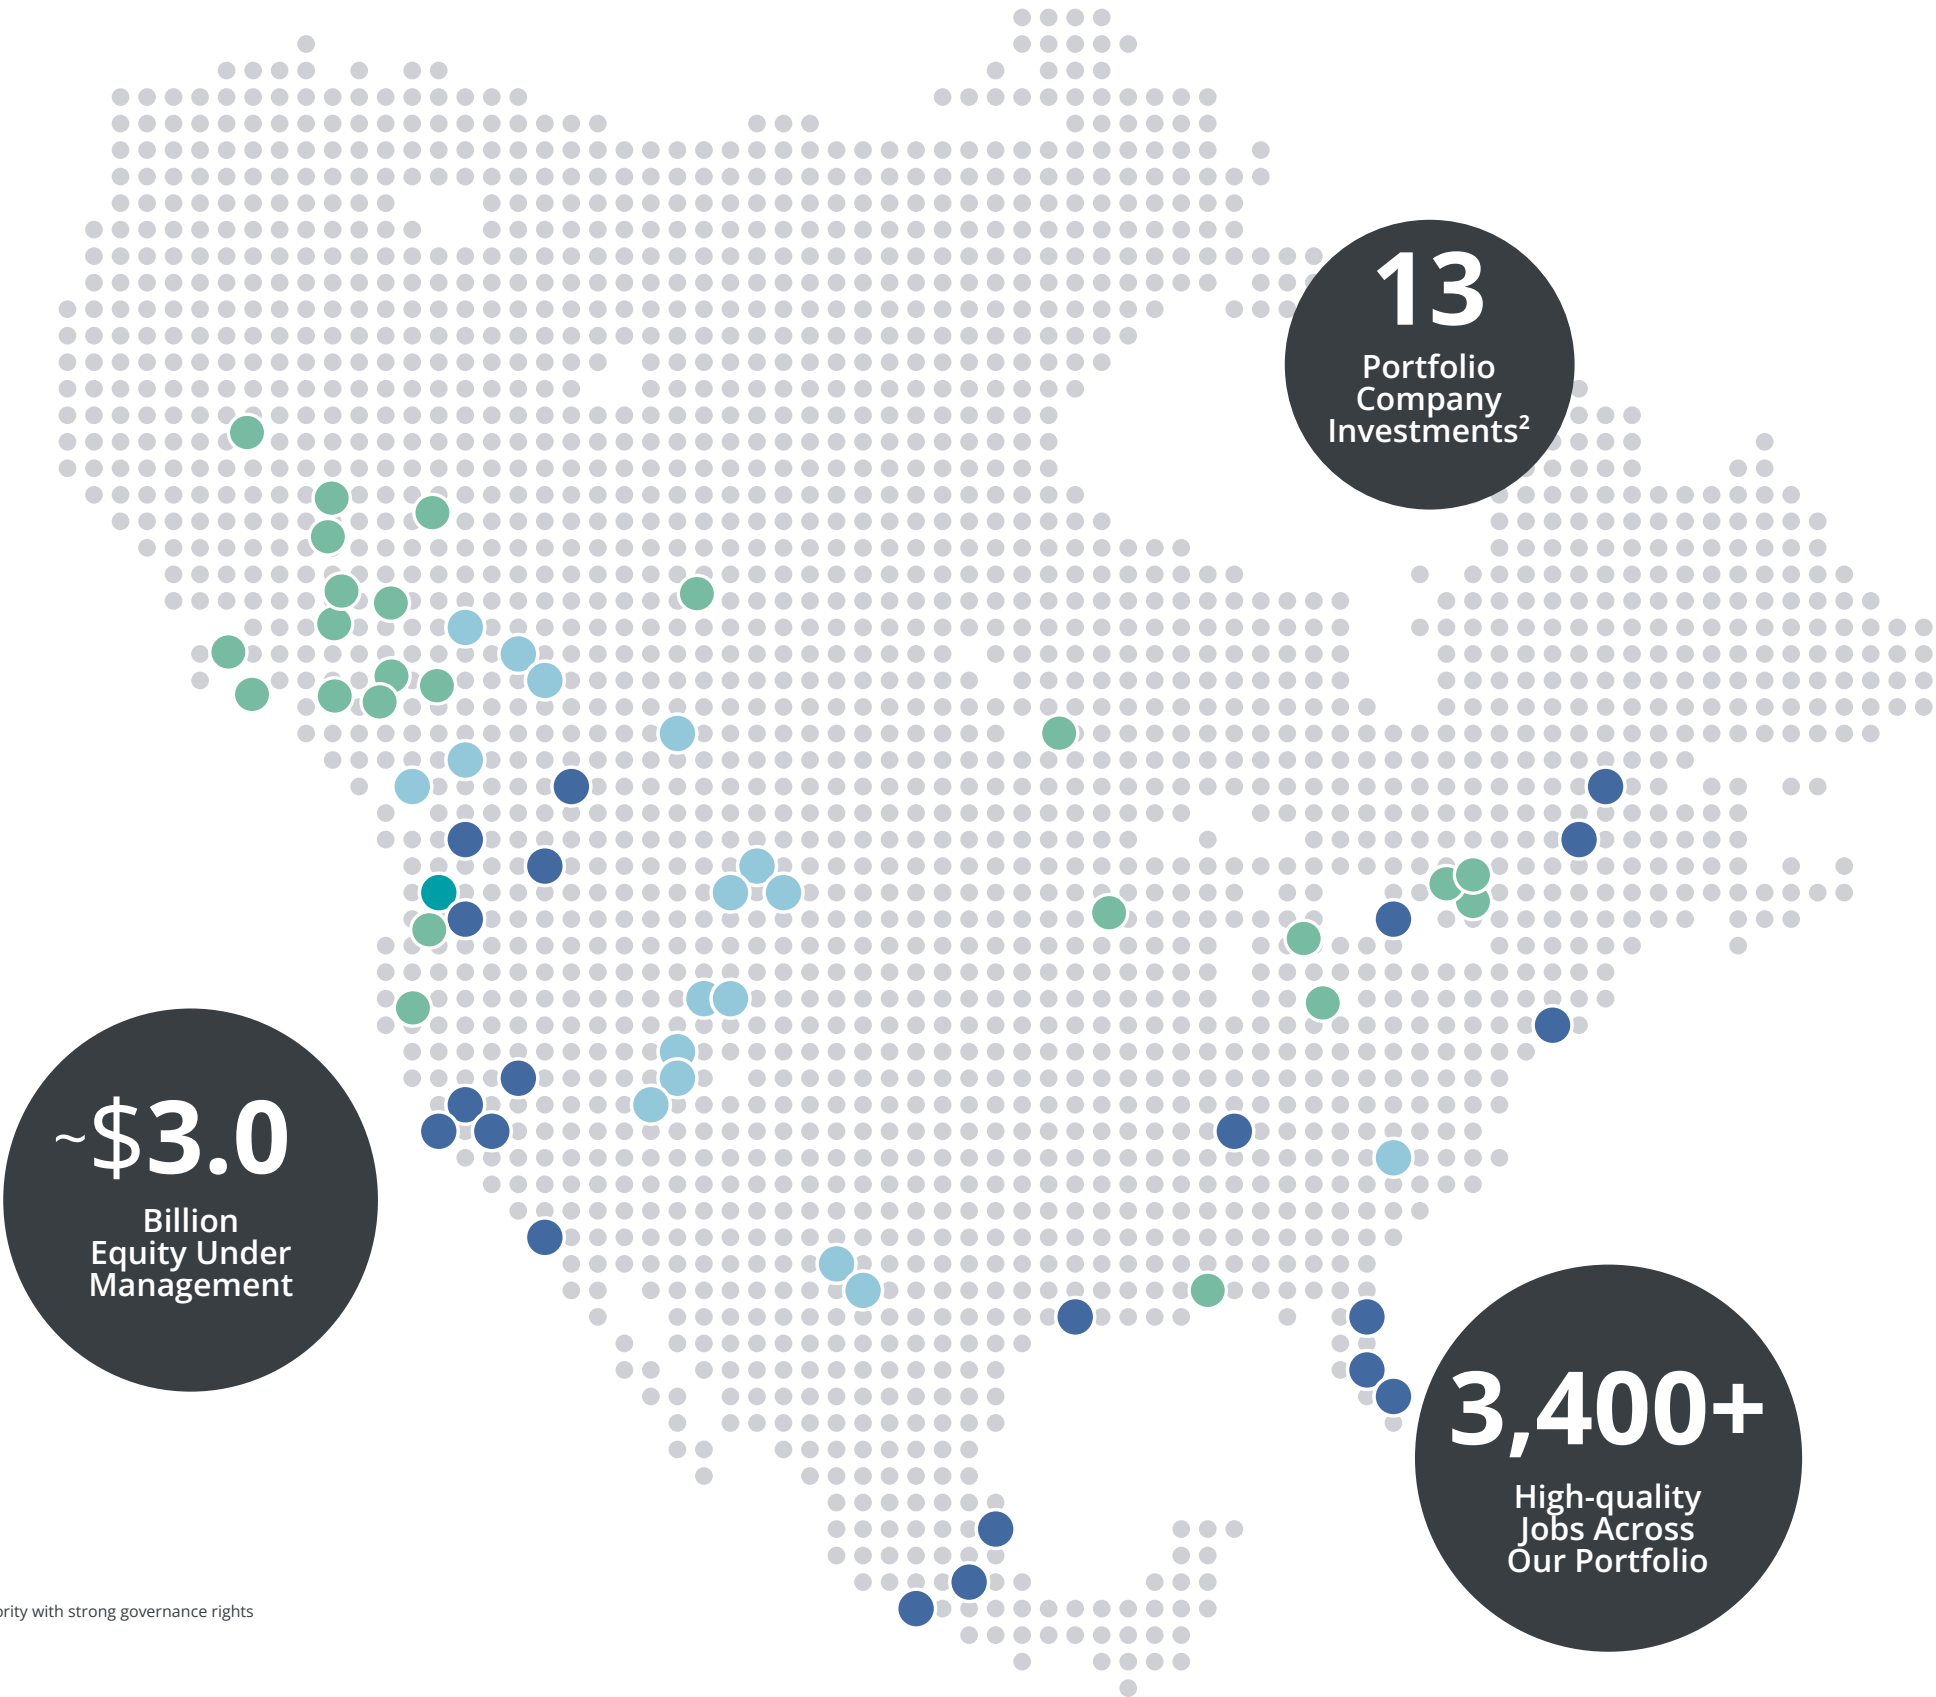 13
Portfolio
Company
Investments²
~$3.0
Billion
Equity Under
Management
3,400+
High-quality
Jobs Across
Our Portfolio
with strong governance rights